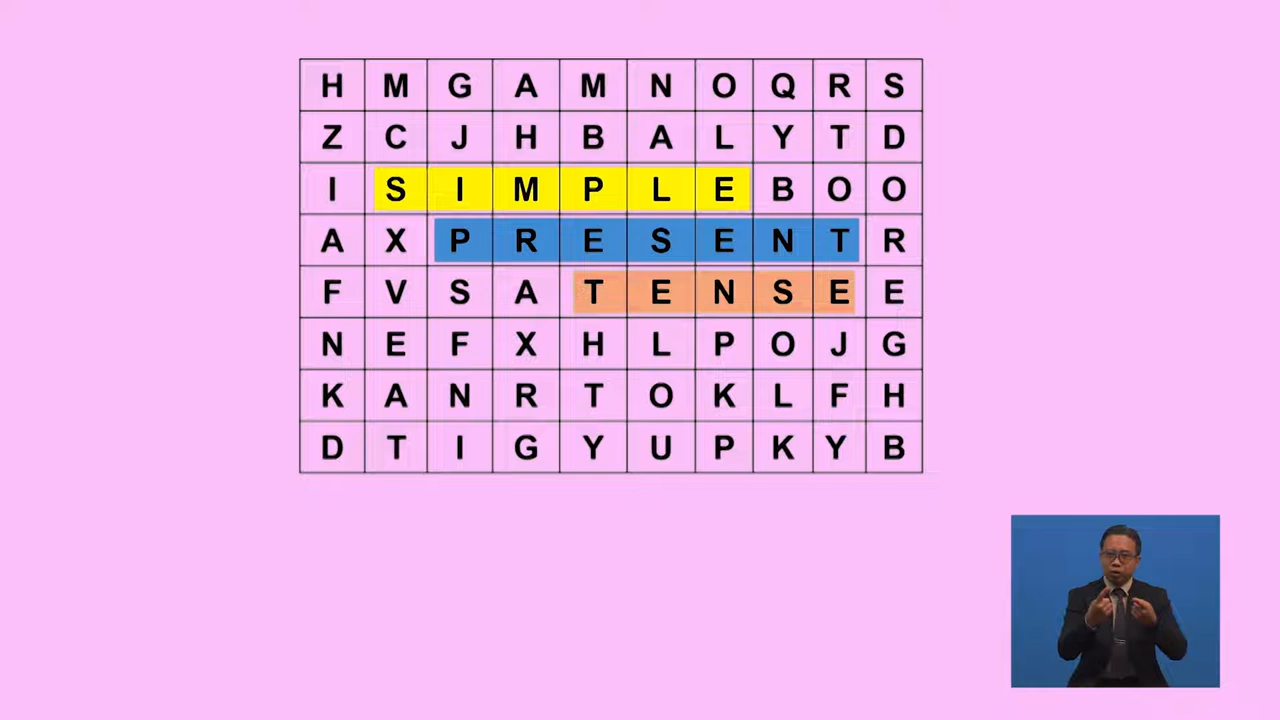 H M G A M N O Q R S
Z C J H B A L Y T D
I S I M P L E B O O
A X P R E S E N T R
F V S A T E N S E E
N E F X H L P O J G
K A N R T O K L F H
D T I G Y U P K Y B